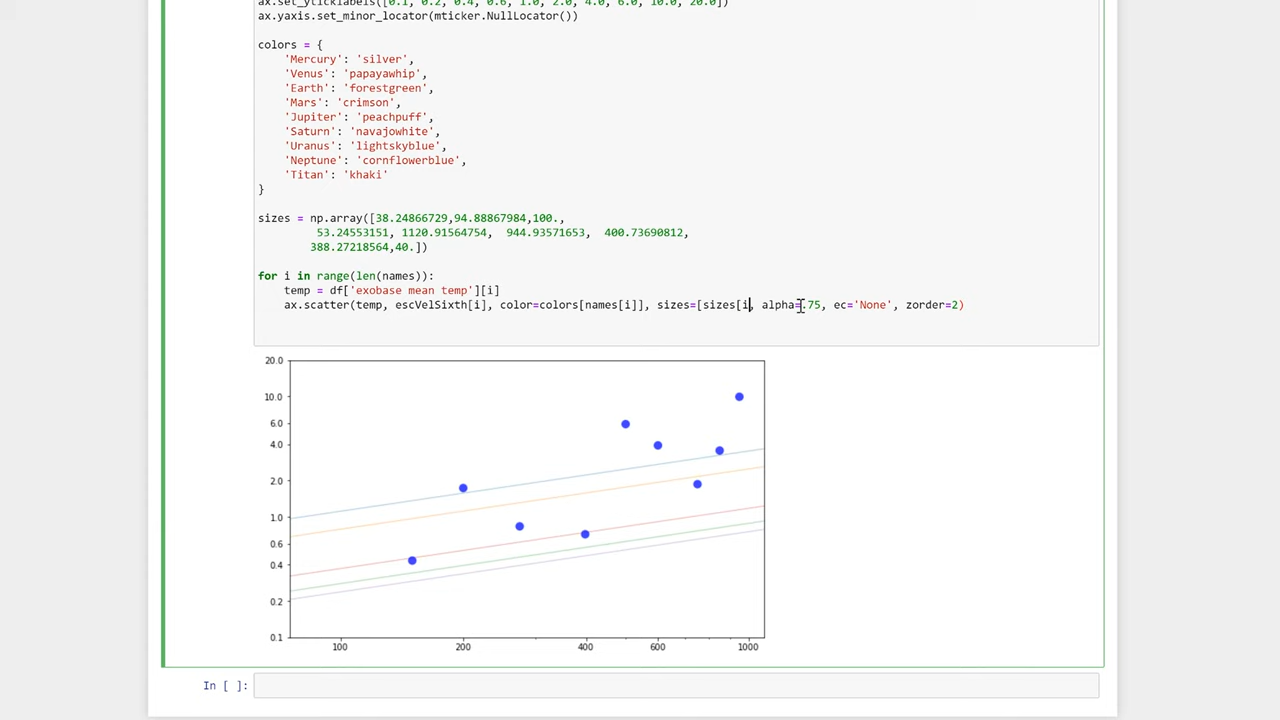 ax.set_yticklabels([0.1, 0.2, 0.4, 0.6, 1.0, 2.0, 4.0, 6.0, 10.0, 20.0])
ax.yaxis.set_minor_locator(mticker.NullLocator())
colors = {
'Mercury': 'silver',
'Venus': 'papayawhip',
'Earth': 'forestgreen',
'Mars': 'crimson',
'Jupiter': 'peachpuff',
'Saturn': 'navajowhite',
'Uranus': 'lightskyblue',
'Neptune': 'cornflowerblue',
'Titan': 'khaki'
}
sizes = np.array([38.24866729,94.88867984,100.,
53.24553151, 1120.91564754, 944.93571653, 400.73690812,
388.27218564,40.])
for i in range(len(names)):
temp = df['exobase mean temp'][i]
ax.scatter(temp, escVelSixth[i], color=colors[names[i]], sizes=[sizes[i, alpha=.75, ec='None', zorder=2)
20.0
10.0
6.0
4.0
2.0
1.0
0.6
0.4
0.2
0.1
100 200 400 600 1000
In [ ]: